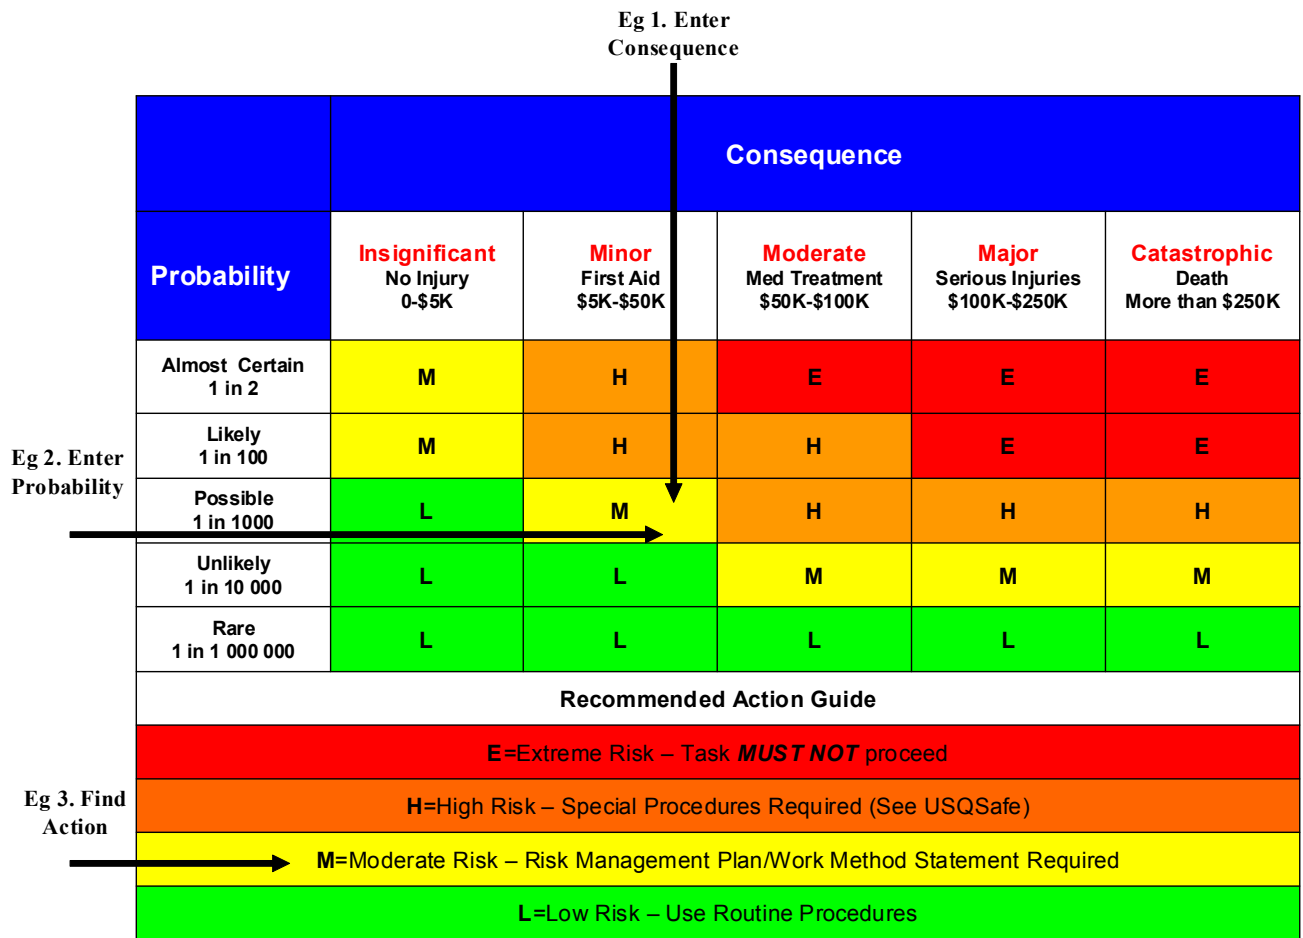 Eg 1. Enter
Consequence
Consequence
Probability
Insignificant
No Injury
0-$5K
Minor
First Aid
$5K-$50K
Moderate
Med Treatment
$50K-$100K
Major
Serious Injuries
$100K-$250K
Catastrophic
Death
More than $250K
Almost Certain
1 in 2
M
H
E
E
E
Eg 2. Enter
Probability
Likely
1 in 100
M
H
H
E
E
Possible
1 in 1000
L
M
H
H
H
Unlikely
1 in 10 000
L
L
M
M
M
Rare
1 in 1 000 000
L
L
L
L
L
Recommended Action Guide
E=Extreme Risk – Task MUST NOT proceed
Eg 3. Find
Action
H=High Risk – Special Procedures Required (See USQSafe)
M=Moderate Risk – Risk Management Plan/Work Method Statement Required
L=Low Risk – Use Routine Procedures